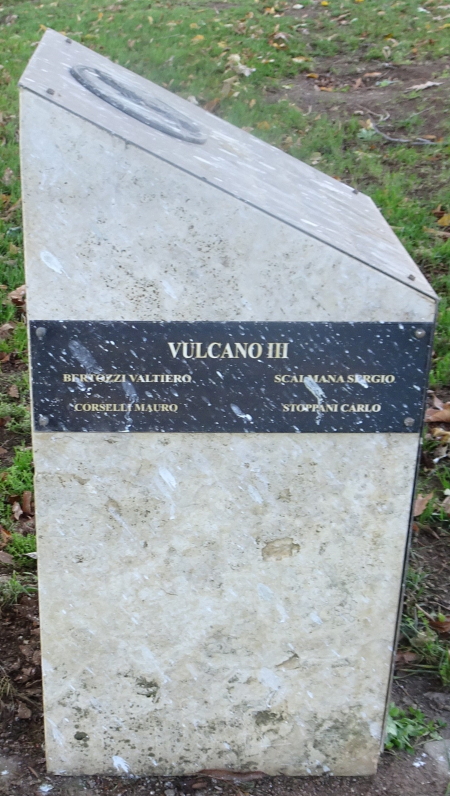 VULCANO III
BERTOZZI VALTIERO SCALMANA SERGIO
CORSELLI MAURO STOPPANI CARLO